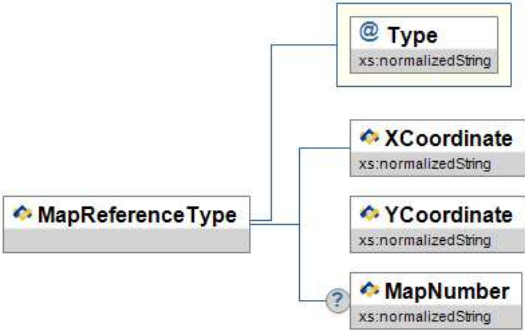 @ Type
xs:normalizedString
XCoordinate
xs:normalizedString
MapReferenceType
YCoordinate
xs:normalizedString
? MapNumber
xs:normalizedString